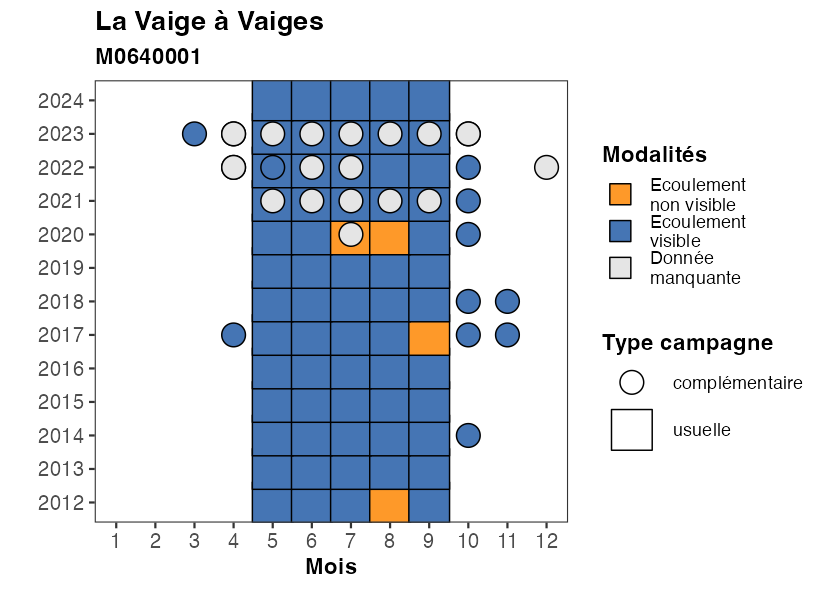 La Vaige à Vaiges
M0640001
2024
2023
2022
2021
2020
2019
2018
2017
2016
2015
2014
2013
2012
1 2 3 4 5 6 7 8 9 10 11 12
Mois
Modalités
Ecoulement
non visible
Ecoulement
visible
Donnée
manquante
Type campagne
complémentaire
usuelle